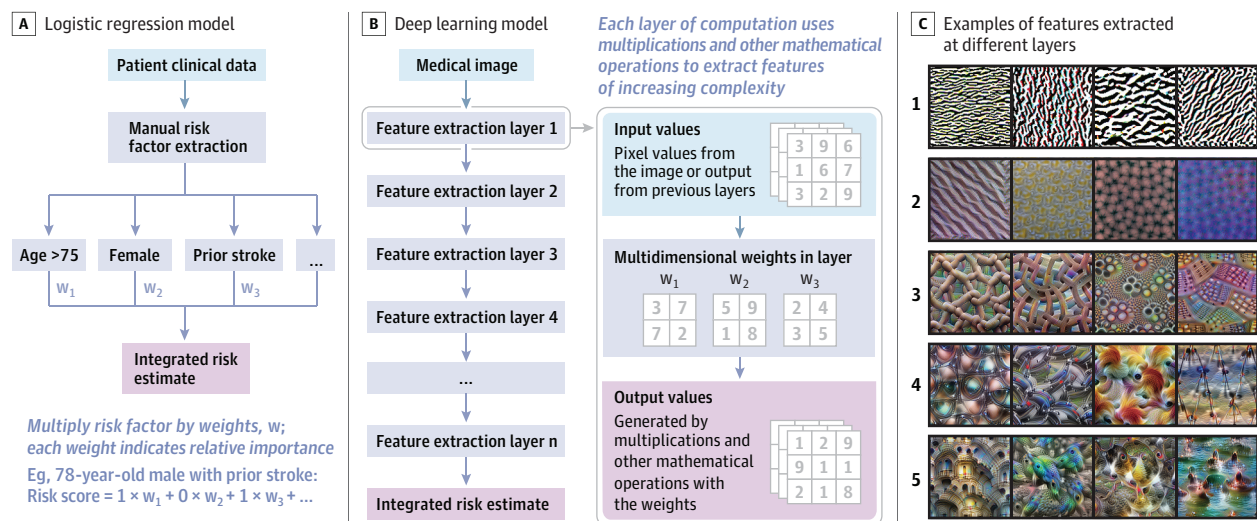 A Logistic regression model
Patient clinical data
Manual risk
factor extraction
Age >75
Female
Prior stroke
...
w1
w2
w3
Integrated risk
estimate
Multiply risk factor by weights, w;
each weight indicates relative importance
Eg, 78-year-old male with prior stroke:
Risk score = 1 × w1 + 0 × w2 + 1 × w3 + ...
B Deep learning model
Medical image
Feature extraction layer 1
Feature extraction layer 2
Feature extraction layer 3
Feature extraction layer 4
...
Feature extraction layer n
Integrated risk estimate
Each layer of computation uses
multiplications and other mathematical
operations to extract features
of increasing complexity
Input values
Pixel values from
the image or output
from previous layers
3 9 6
1 6 7
3 2 9
Multidimensional weights in layer
w1 w2 w3
3 7 5 9 2 4
7 2 1 8 3 5
Output values
Generated by
multiplications and
other mathematical
operations with
the weights
1 2 9
9 1 1
2 1 8
C Examples of features extracted
at different layers
1
2
3
4
5